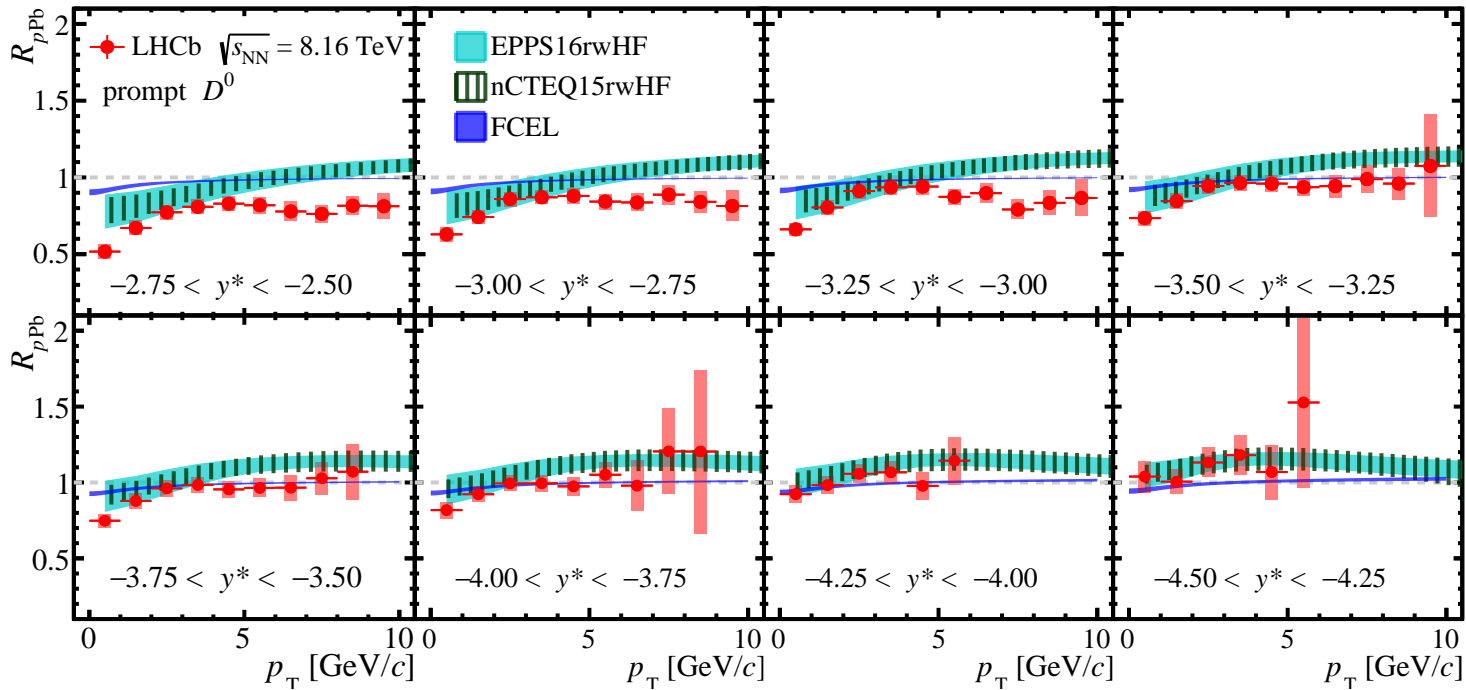 R_pPb
2
1.5
1
0.5
LHCb √s_NN = 8.16 TeV
prompt D^0
EPPS16rwHF
nCTEQ15rwHF
FCEL
−2.75 < y* < −2.50
−3.00 < y* < −2.75
−3.25 < y* < −3.00
−3.50 < y* < −3.25
R_pPb
2
1.5
1
0.5
−3.75 < y* < −3.50
−4.00 < y* < −3.75
−4.25 < y* < −4.00
−4.50 < y* < −4.25
0 5 10 0 5 10 0 5 10 0 5 10
p_T [GeV/c] p_T [GeV/c] p_T [GeV/c] p_T [GeV/c]